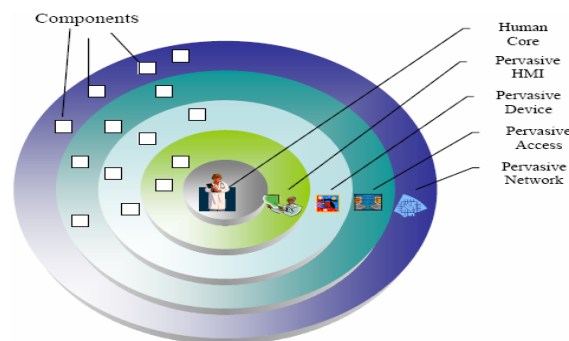 Components
Human
Core
Pervasive
HMI
Pervasive
Device
Pervasive
Access
Pervasive
Network